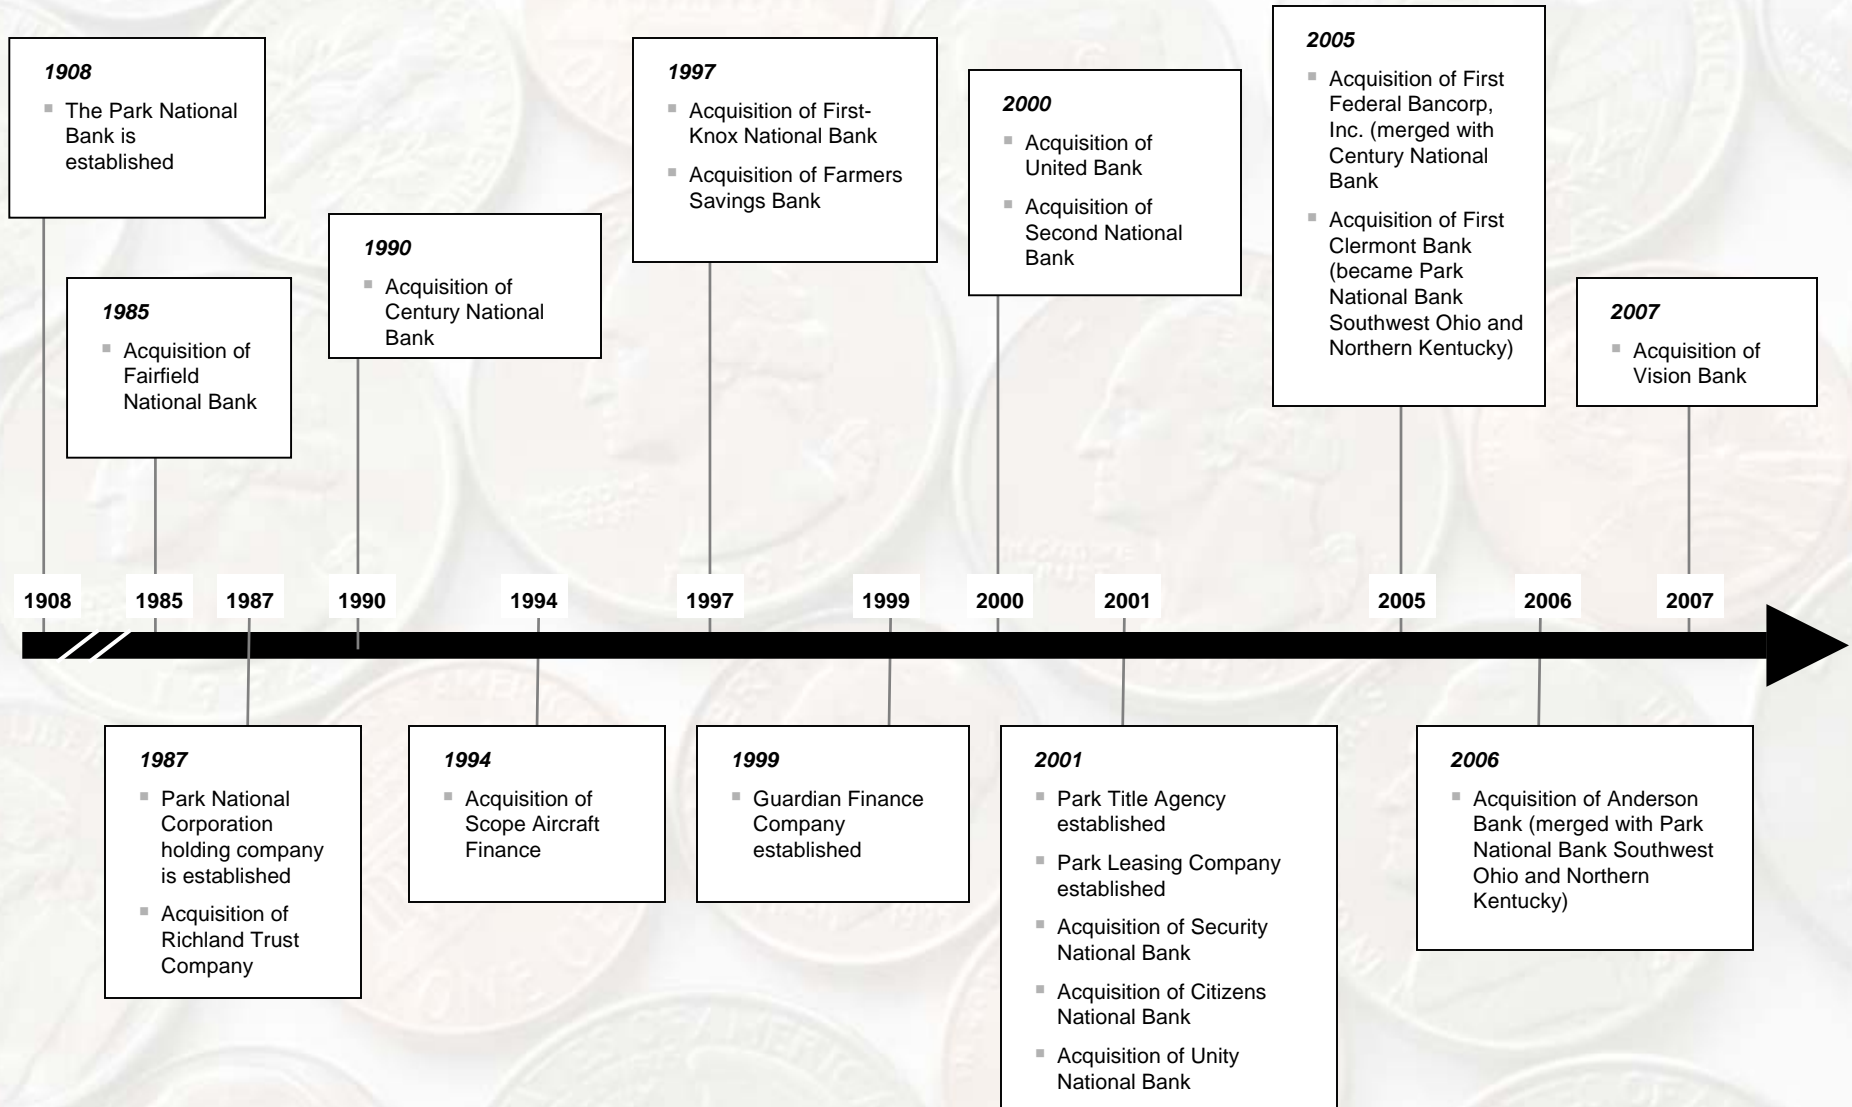 1908
The Park National
Bank is
established
1985
Acquisition of
Fairfield
National Bank
1990
Acquisition of
Century National
Bank
1997
Acquisition of First-
Knox National Bank
Acquisition of Farmers
Savings Bank
2000
Acquisition of
United Bank
Acquisition of
Second National
Bank
2005
Acquisition of First
Federal Bancorp,
Inc. (merged with
Century National
Bank
Acquisition of First
Clermont Bank
(became Park
National Bank
Southwest Ohio and
Northern Kentucky)
2007
Acquisition of
Vision Bank
1908 1985 1987 1990 1994 1997 1999 2000 2001 2005 2006 2007
1987
Park National
Corporation
holding company
is established
Acquisition of
Richland Trust
Company
1994
Acquisition of
Scope Aircraft
Finance
1999
Guardian Finance
Company
established
2001
Park Title Agency
established
Park Leasing Company
established
Acquisition of Security
National Bank
Acquisition of Citizens
National Bank
Acquisition of Unity
National Bank
2006
Acquisition of Anderson
Bank (merged with Park
National Bank Southwest
Ohio and Northern
Kentucky)